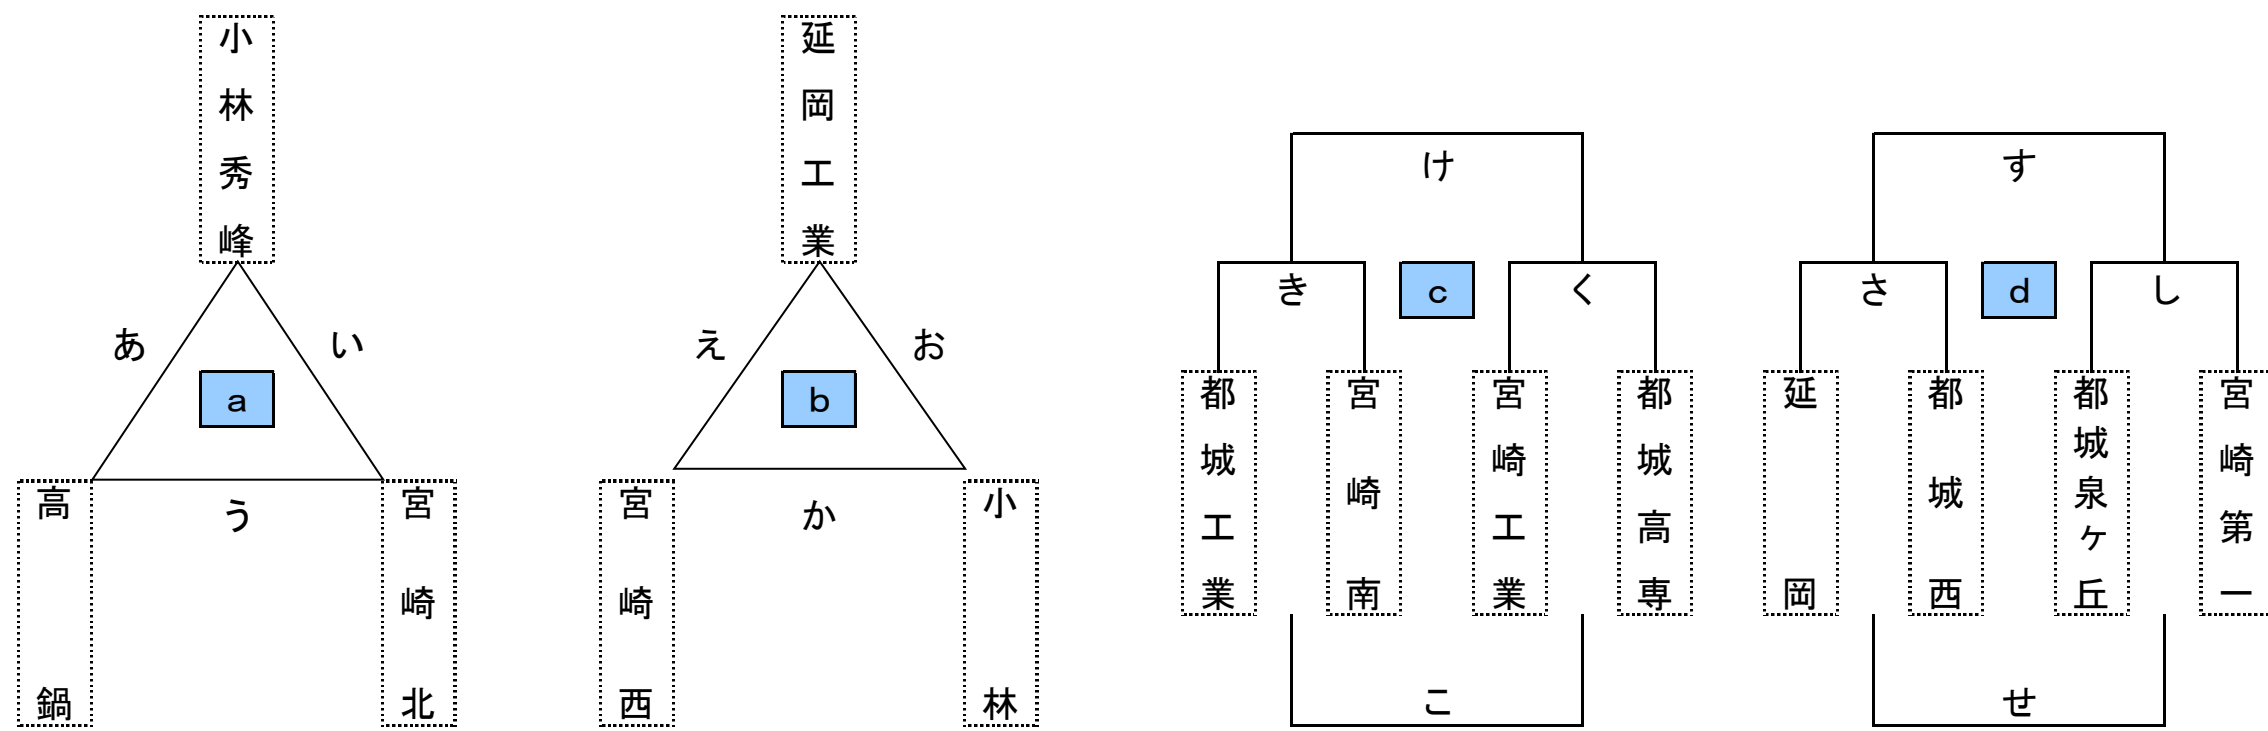 小林秀峰
延岡工業
け
す
き
c
く
さ
d
し
あ
い
え
お
a
b
都城工業
宮崎南
宮崎工業
都城高専
延岡
都城西
都城泉ヶ丘
宮崎第一
高鍋
う
宮崎北
宮崎西
か
小林
こ
せ